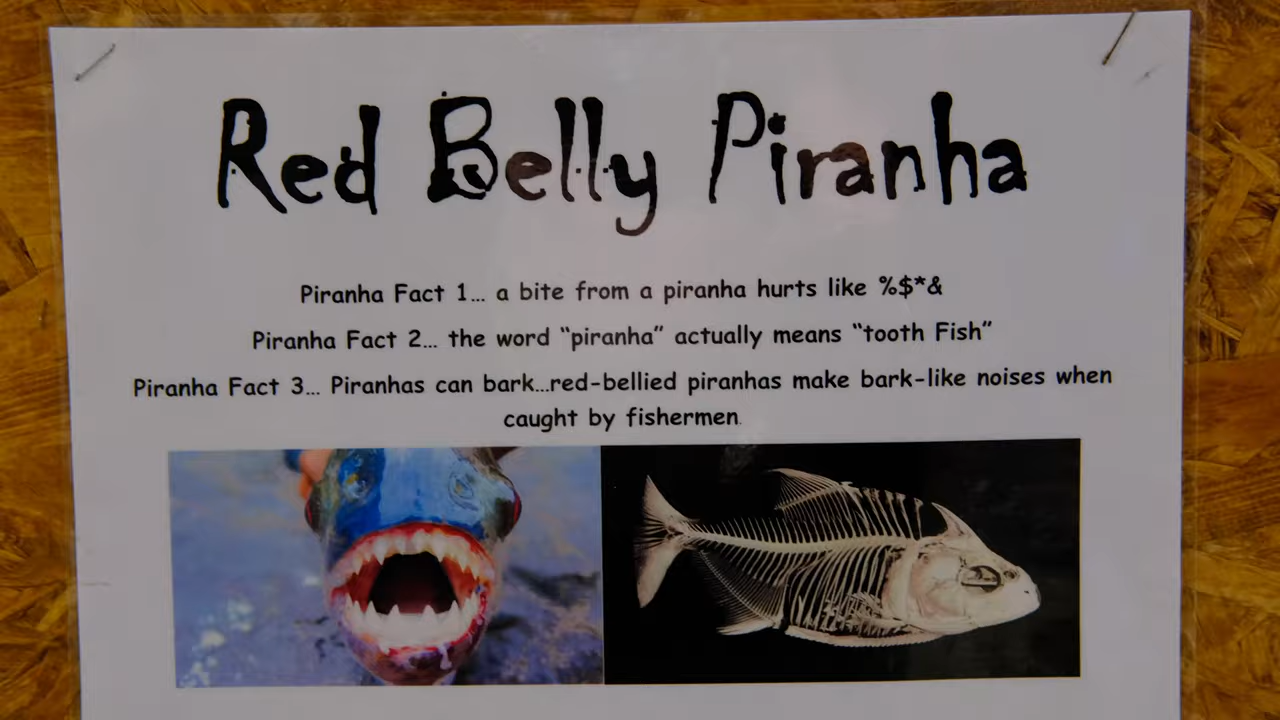 Red Belly Piranha
Piranha Fact 1... a bite from a piranha hurts like %$*&
Piranha Fact 2... the word “piranha” actually means “tooth Fish”
Piranha Fact 3... Piranhas can bark...red-bellied piranhas make bark-like noises when
caught by fishermen.